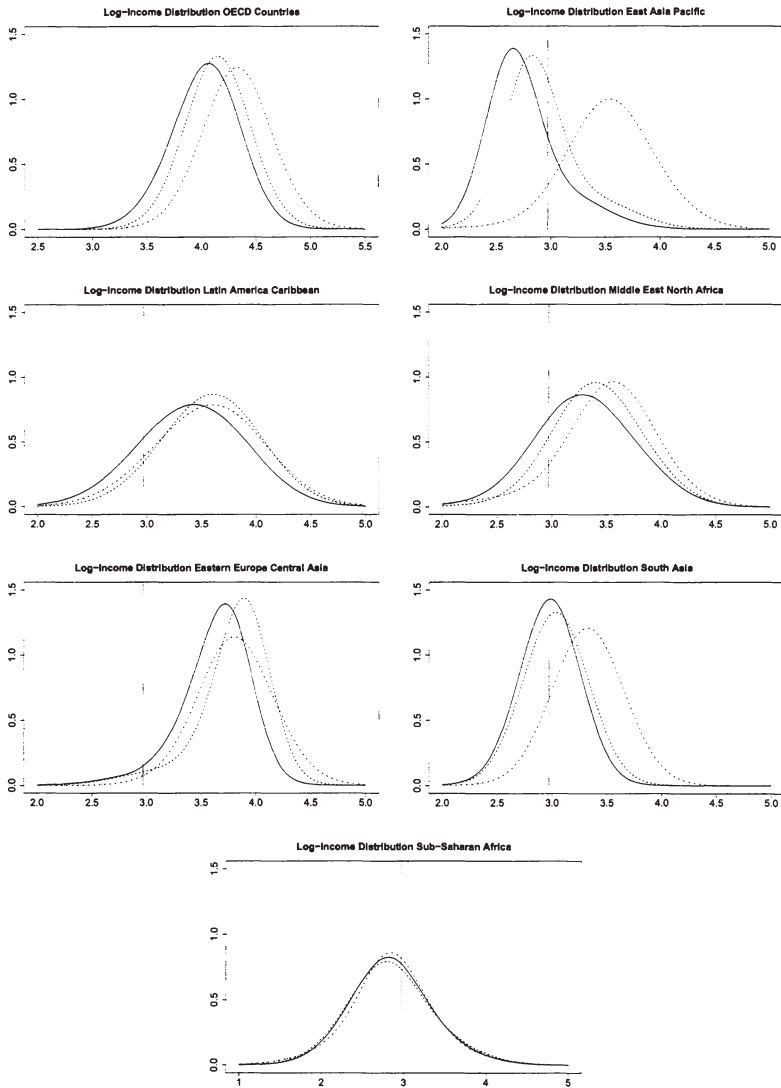 Log-Income Distribution OECD Countries
1.5
1.0
0.5
0.0
2.5 3.0 3.5 4.0 4.5 5.0 5.5
Log-Income Distribution East Asia Pacific
1.5
1.0
0.5
0.0
2.0 2.5 3.0 3.5 4.0 4.5 5.0
Log-Income Distribution Latin America Caribbean
1.5
1.0
0.5
0.0
2.0 2.5 3.0 3.5 4.0 4.5 5.0
Log-Income Distribution Middle East North Africa
1.5
1.0
0.5
0.0
2.0 2.5 3.0 3.5 4.0 4.5 5.0
Log-Income Distribution Eastern Europe Central Asia
1.5
1.0
0.5
0.0
2.0 2.5 3.0 3.5 4.0 4.5 5.0
Log-Income Distribution South Asia
1.5
1.0
0.5
0.0
2.0 2.5 3.0 3.5 4.0 4.5 5.0
Log-Income Distribution Sub-Saharan Africa
1.5
1.0
0.5
0.0
1 2 3 4 5